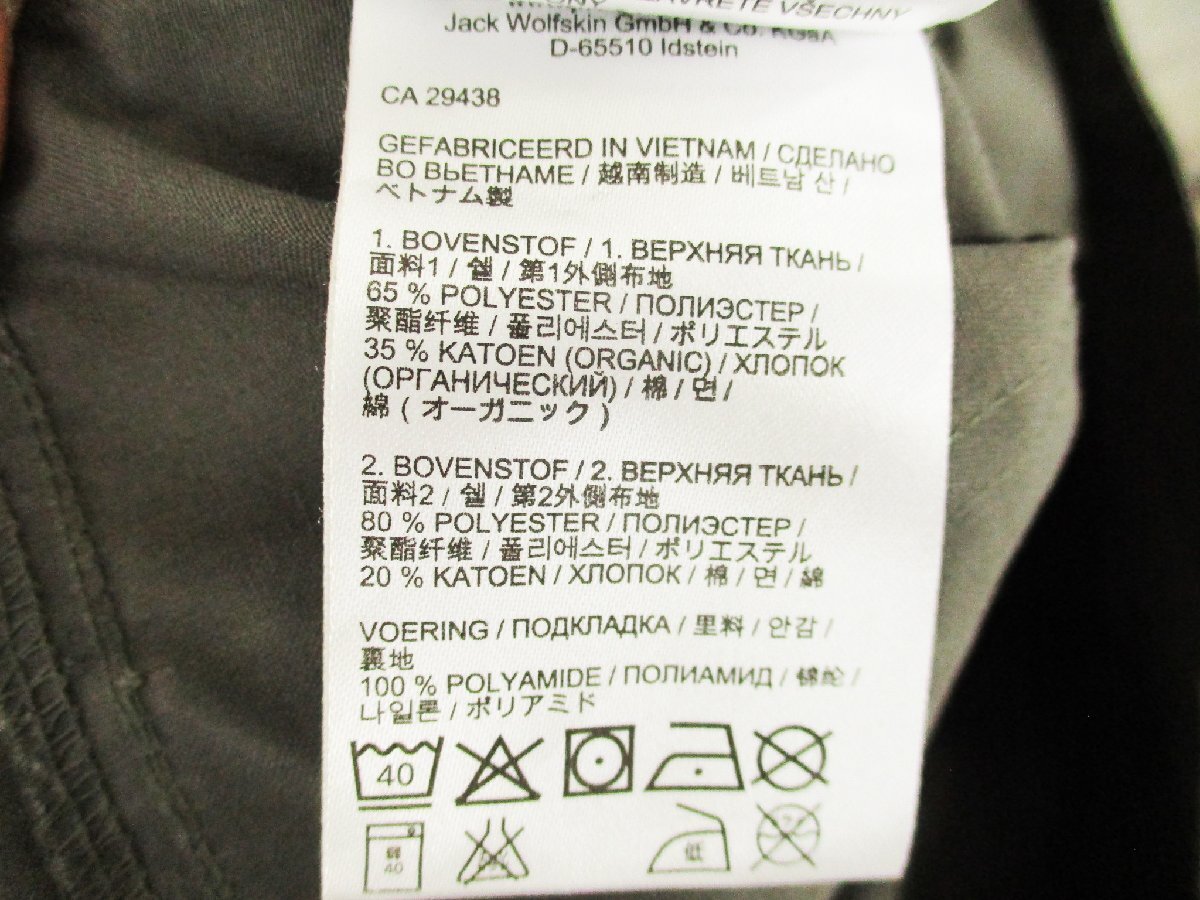 ZAVRETE VŠECHNY
Jack Wolfskin GmbH & Co. KGaA
D-65510 Idstein
CA 29438
GEFABRICEERD IN VIETNAM / СДЕЛАНО
ВО ВЬЕТНАМЕ / 越南制造 / 베트남 산 /
ベトナム製
1. BOVENSTOF / 1. ВЕРХНЯЯ ТКАНЬ /
面料1 / 쉘 / 第1外側布地
65 % POLYESTER / ПОЛИЭСТЕР /
聚酯纤维 / 폴리에스터 / ポリエステル
35 % KATOEN (ORGANIC) / ХЛОПОК
(ОРГАНИЧЕСКИЙ) / 棉 / 면 /
綿 ( オーガニック )
2. BOVENSTOF / 2. ВЕРХНЯЯ ТКАНЬ /
面料2 / 쉘 / 第2外側布地
80 % POLYESTER / ПОЛИЭСТЕР /
聚酯纤维 / 폴리에스터 / ポリエステル
20 % KATOEN / ХЛОПОК / 棉 / 면 / 綿
VOERING / ПОДКЛАДКА / 里料 / 안감 /
裏地
100 % POLYAMIDE / ПОЛИАМИД / 锦纶 /
나일론 / ポリアミド
40
弱
40
低